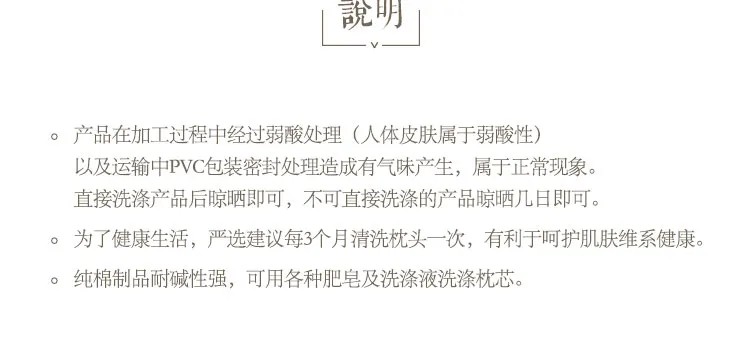 說明
产品在加工过程中经过弱酸处理（人体皮肤属于弱酸性）
以及运输中PVC包装密封处理造成有气味产生，属于正常现象。
直接洗涤产品后晾晒即可，不可直接洗涤的产品晾晒几日即可。
为了健康生活，严选建议每3个月清洗枕头一次，有利于呵护肌肤维系健康。
纯棉制品耐碱性强，可用各种肥皂及洗涤液洗涤枕芯。